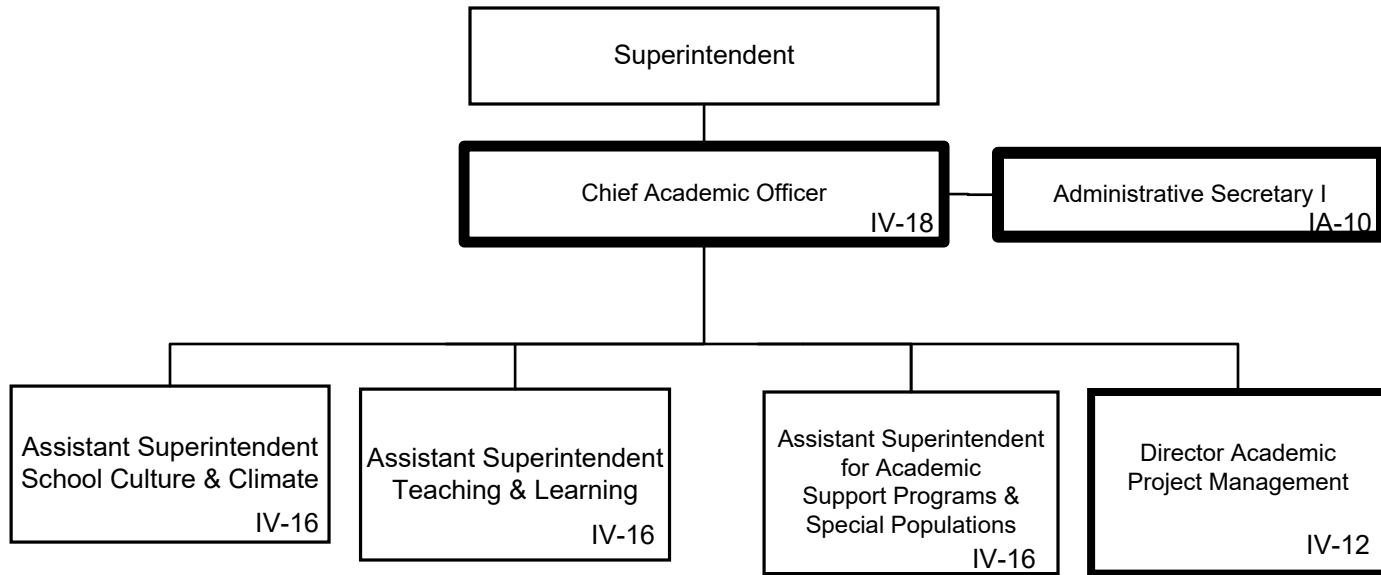 Superintendent
Chief Academic Officer
IV-18
Administrative Secretary I
IA-10
Assistant Superintendent
School Culture & Climate
IV-16
Assistant Superintendent
Teaching & Learning
IV-16
Assistant Superintendent
for Academic
Support Programs &
Special Populations
IV-16
Director Academic
Project Management
IV-12